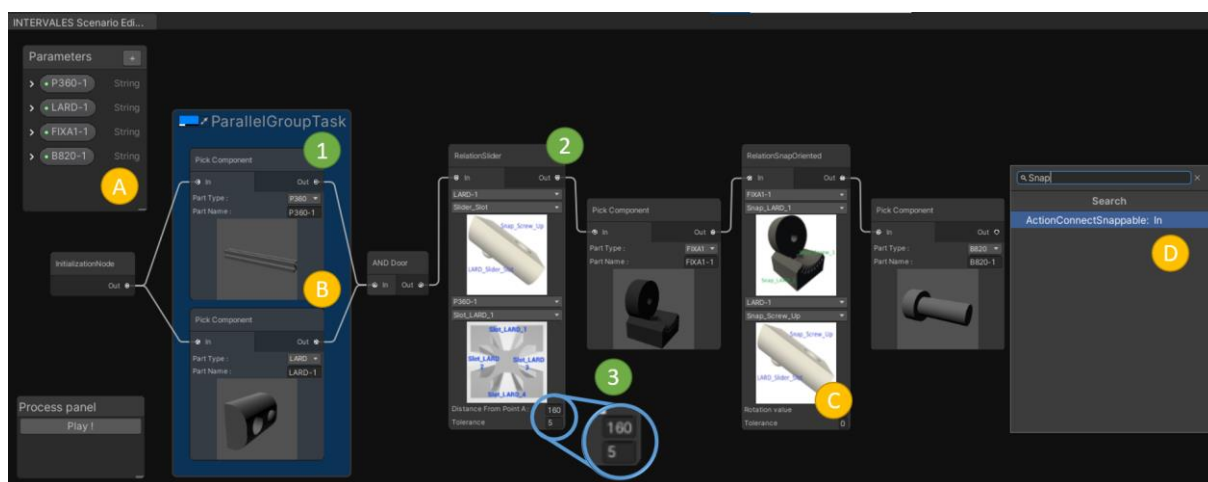 INTERVALES Scenario Edi...
Parameters +
P360-1 String
LARD-1 String
FIXA1-1 String
B820-1 String
A
InitializationNode
Out
Process panel
Play !
ParallelGroupTask
1
Pick Component
In Out
Part Type : P360
Part Name : P360-1
B
Pick Component
In Out
Part Type : LARD
Part Name : LARD-1
AND Door
In Out
RelationSlider
2
In Out
LARD-1
Slider_Slot
Snap_Screw_Up
LARD_Slider_Slot
P360-1
Slot_LARD_1
Slot_LARD_1
Slot_LARD
Slot_LARD
Slot_LARD_4
Distance From Point A : 160
Tolerance 5
3
160
5
Pick Component
In Out
Part Type : FIXA1
Part Name : FIXA1-1
RelationSnapOriented
In Out
FIXA1-1
Snap_LARD_1
LARD-1
Snap_Screw_Up
Snap_Screw_Up
C
Rotation value
Tolerance 0
Pick Component
In Out
Part Type : B820
Part Name : B820-1
Snap
Search
ActionConnectSnappable: In
D